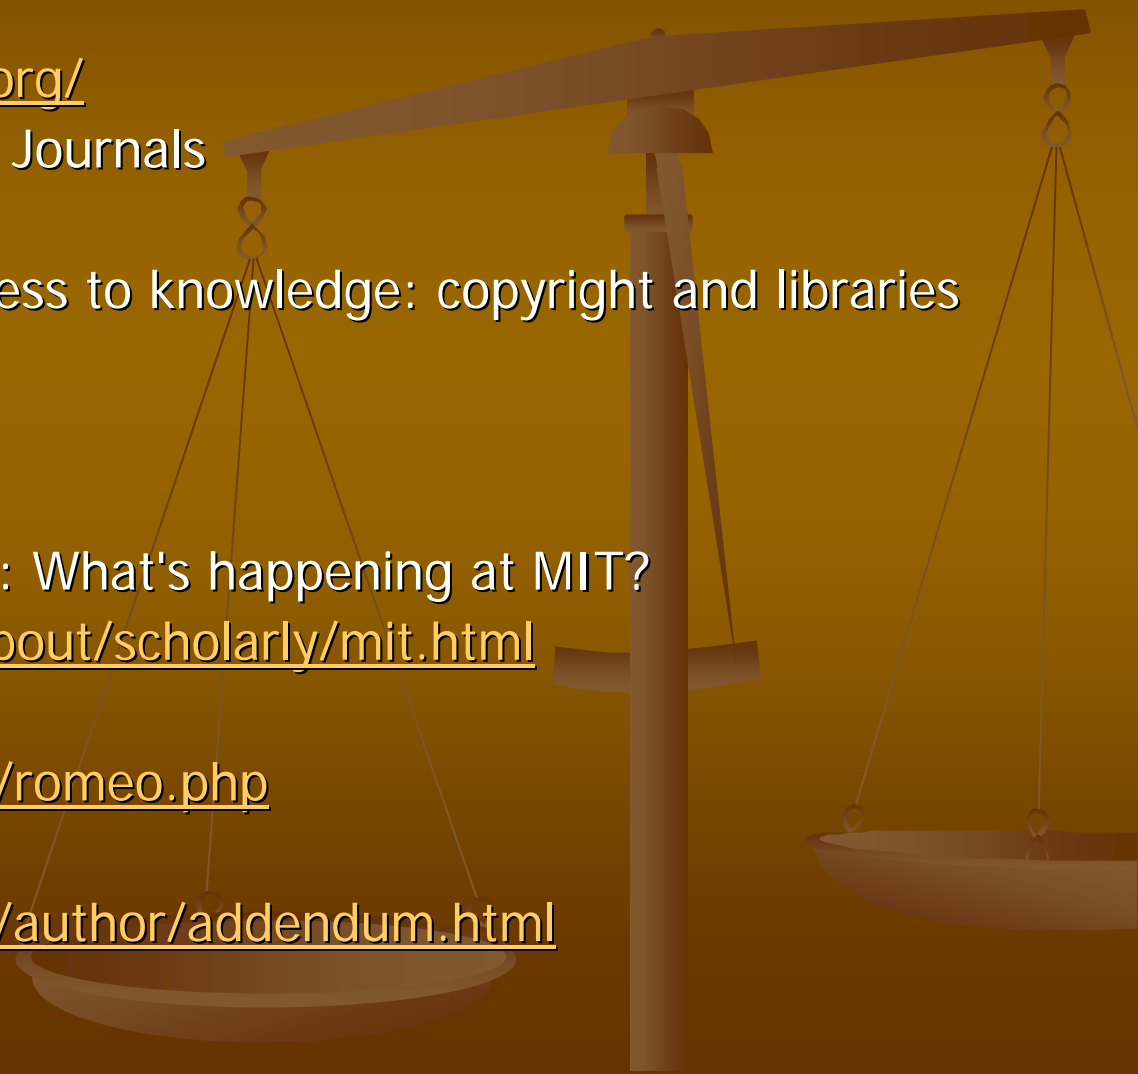 org/
Journals
ess to knowledge: copyright and libraries
: What's happening at MIT?
bout/scholarly/mit.html
/romeo.php
/author/addendum.html